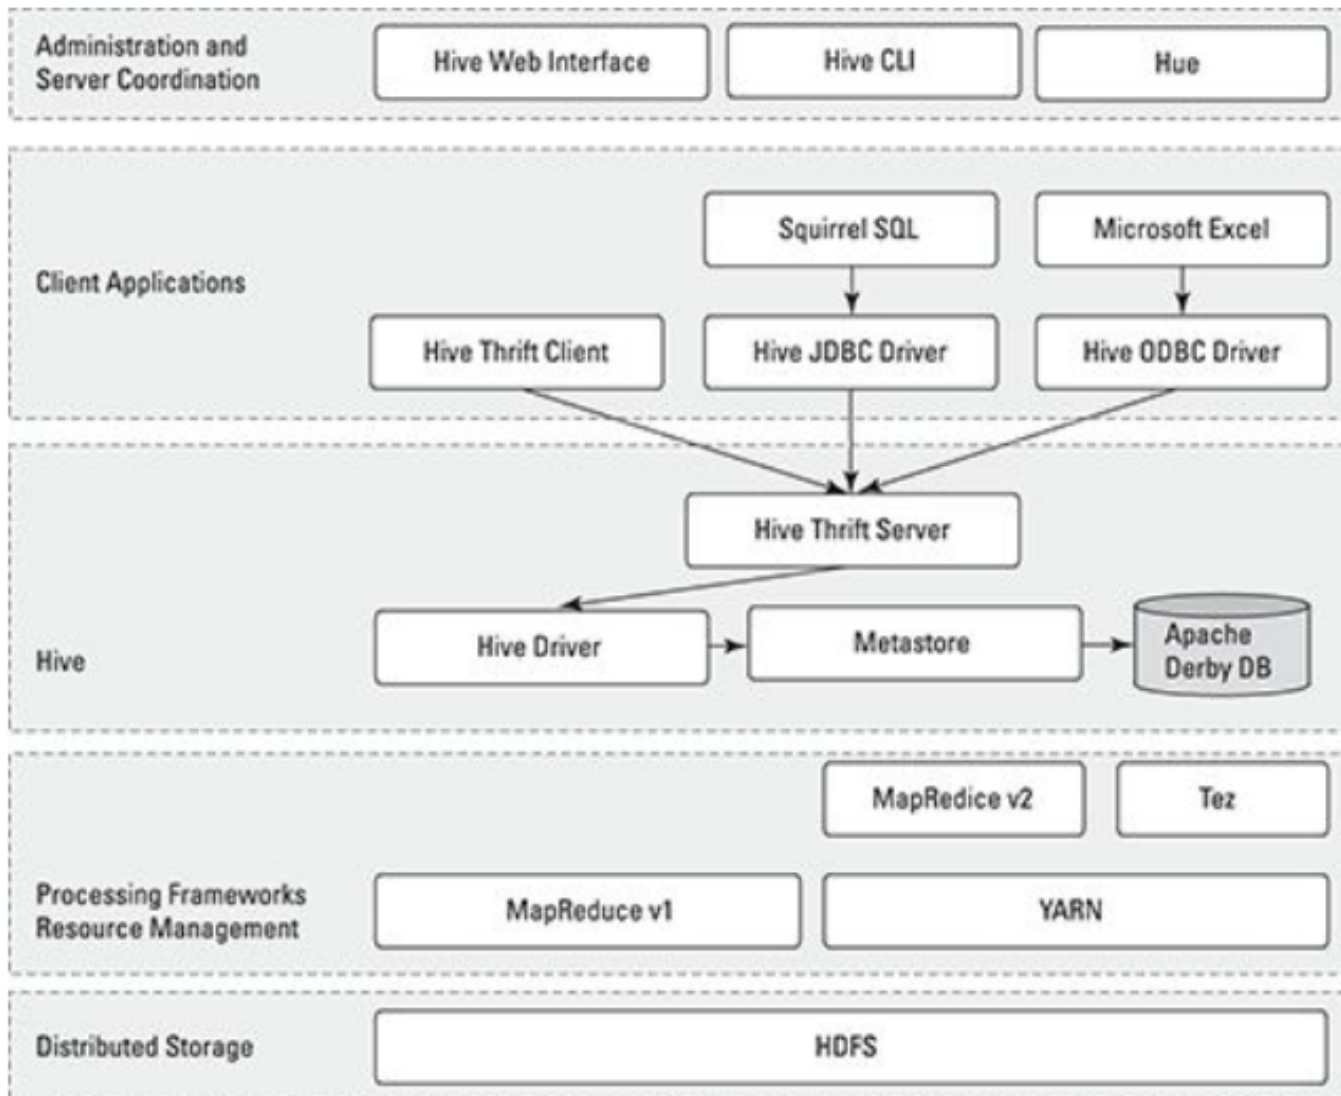 Administration and
Server Coordination
Hive Web Interface
Hive CLI
Hue
Client Applications
Squirrel SQL
Microsoft Excel
Hive Thrift Client
Hive JDBC Driver
Hive ODBC Driver
Hive
Hive Thrift Server
Hive Driver
Metastore
Apache
Derby DB
Processing Frameworks
Resource Management
MapRedice v2
Tez
MapReduce v1
YARN
Distributed Storage
HDFS